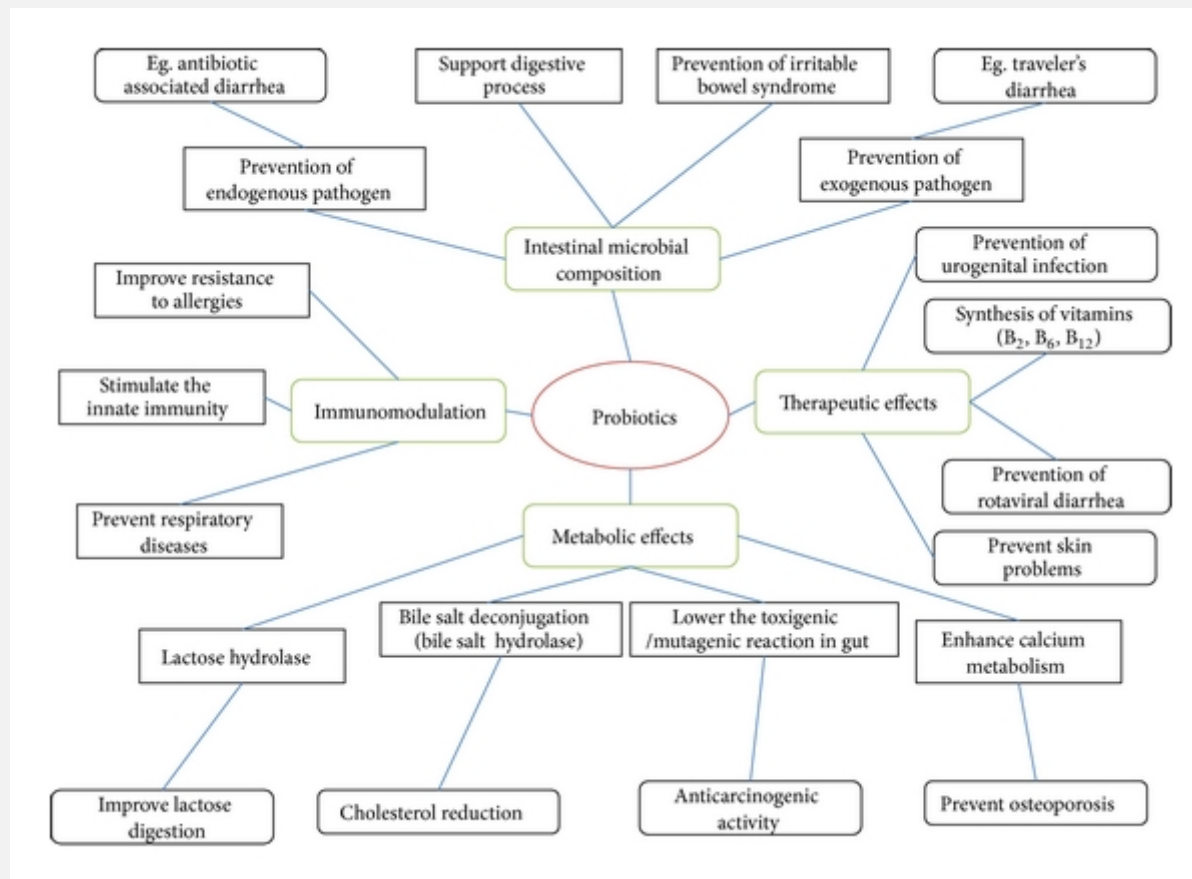 Eg. antibiotic
associated diarrhea
Support digestive
process
Prevention of irritable
bowel syndrome
Eg. traveler's
diarrhea
Prevention of
endogenous pathogen
Prevention of
exogenous pathogen
Intestinal microbial
composition
Prevention of
urogenital infection
Improve resistance
to allergies
Synthesis of vitamins
(B2, B6, B12)
Stimulate the
innate immunity
Immunomodulation
Probiotics
Therapeutic effects
Prevention of
rotaviral diarrhea
Prevent respiratory
diseases
Metabolic effects
Prevent skin
problems
Lactose hydrolase
Bile salt deconjugation
(bile salt hydrolase)
Lower the toxigenic
/mutagenic reaction in gut
Enhance calcium
metabolism
Improve lactose
digestion
Cholesterol reduction
Anticarcinogenic
activity
Prevent osteoporosis